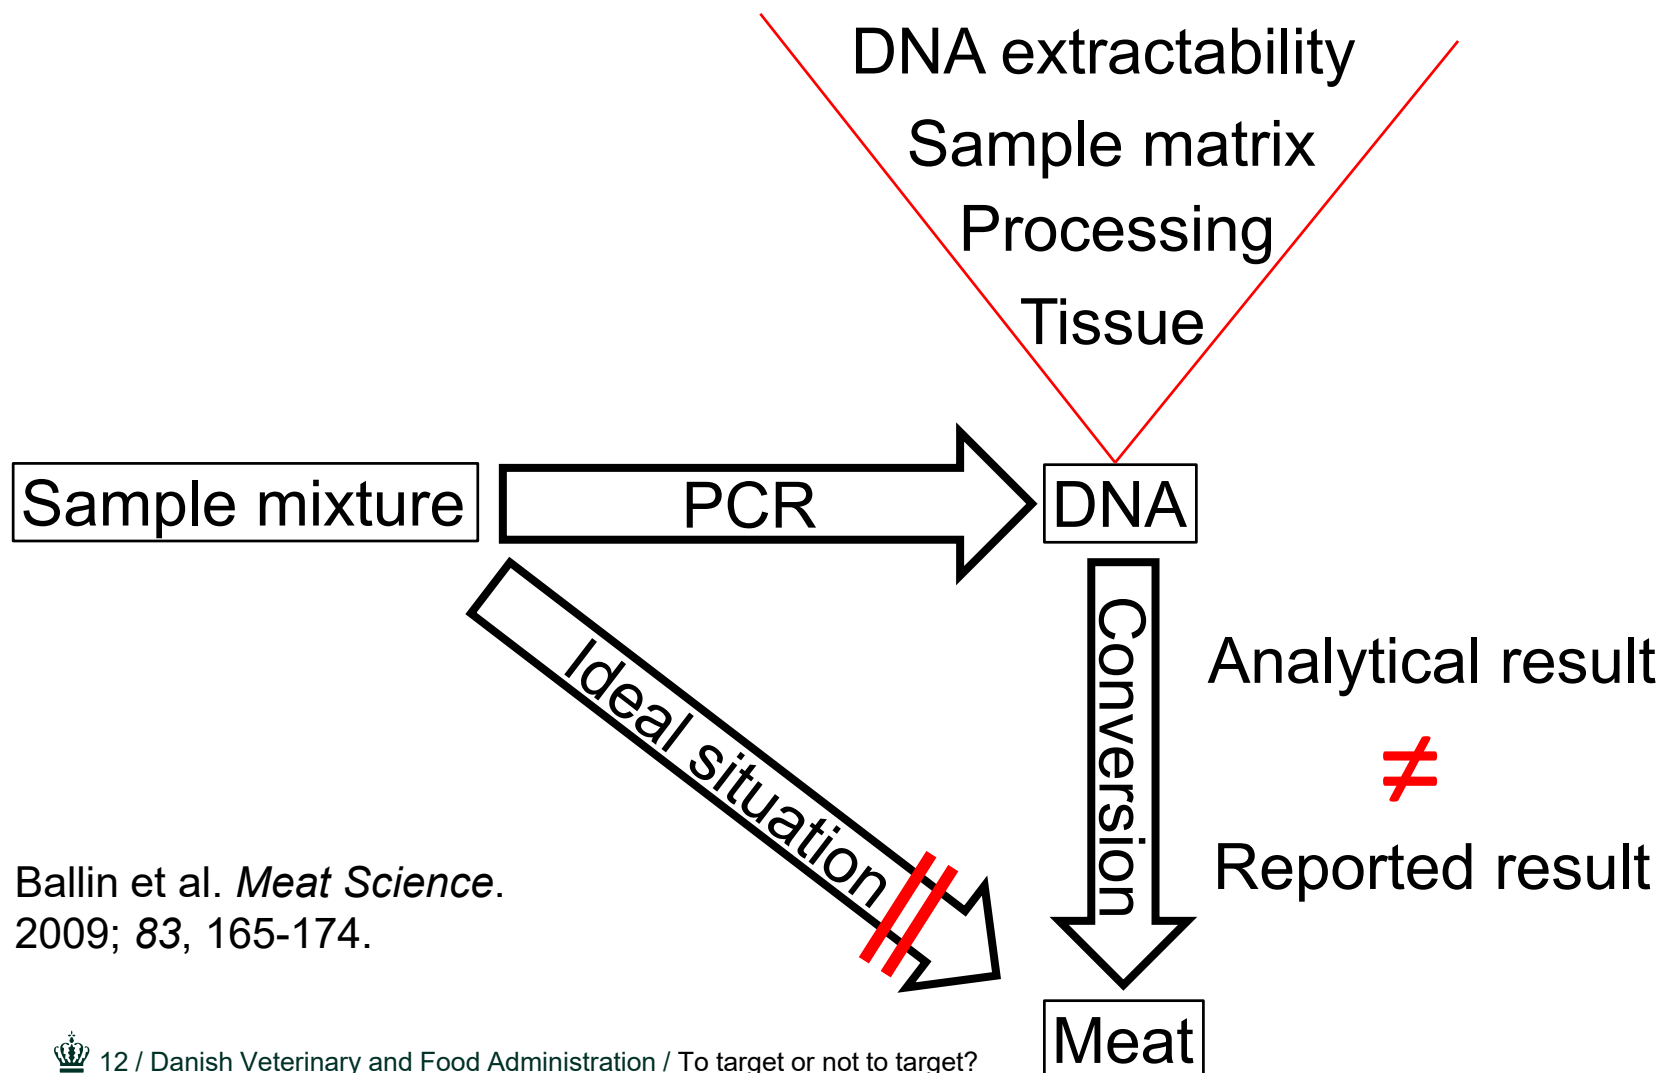 DNA extractability
Sample matrix
Processing
Tissue
Sample mixture
PCR
DNA
Ideal situation
Conversion
Analytical result
≠
Reported result
Ballin et al. Meat Science.
2009; 83, 165-174.
Meat
12 / Danish Veterinary and Food Administration / To target or not to target?